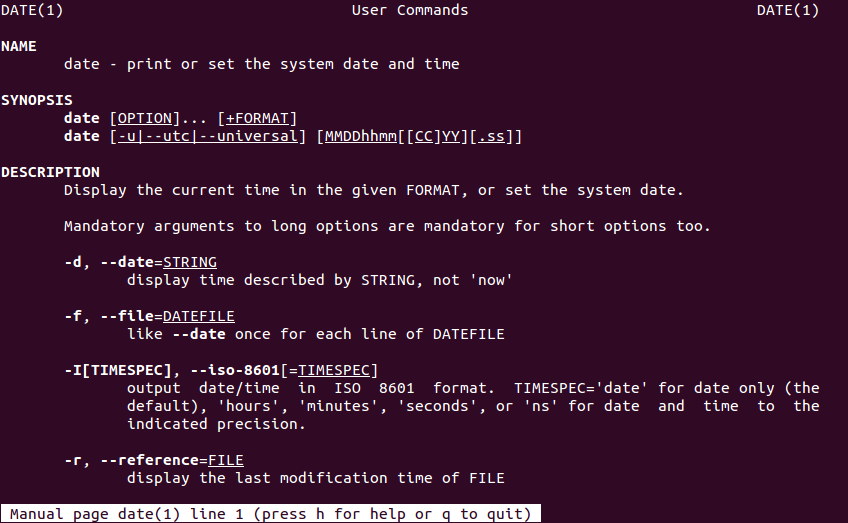 DATE(1) User Commands DATE(1)
NAME
date - print or set the system date and time
SYNOPSIS
date [OPTION]... [+FORMAT]
date [-u|--utc|--universal] [MMDDhhmm[[CC]YY][.ss]]
DESCRIPTION
Display the current time in the given FORMAT, or set the system date.
Mandatory arguments to long options are mandatory for short options too.
-d, --date=STRING
display time described by STRING, not 'now'
-f, --file=DATEFILE
like --date once for each line of DATEFILE
-I[TIMESPEC], --iso-8601[=TIMESPEC]
output date/time in ISO 8601 format. TIMESPEC='date' for date only (the
default), 'hours', 'minutes', 'seconds', or 'ns' for date and time to the
indicated precision.
-r, --reference=FILE
display the last modification time of FILE
Manual page date(1) line 1 (press h for help or q to quit)